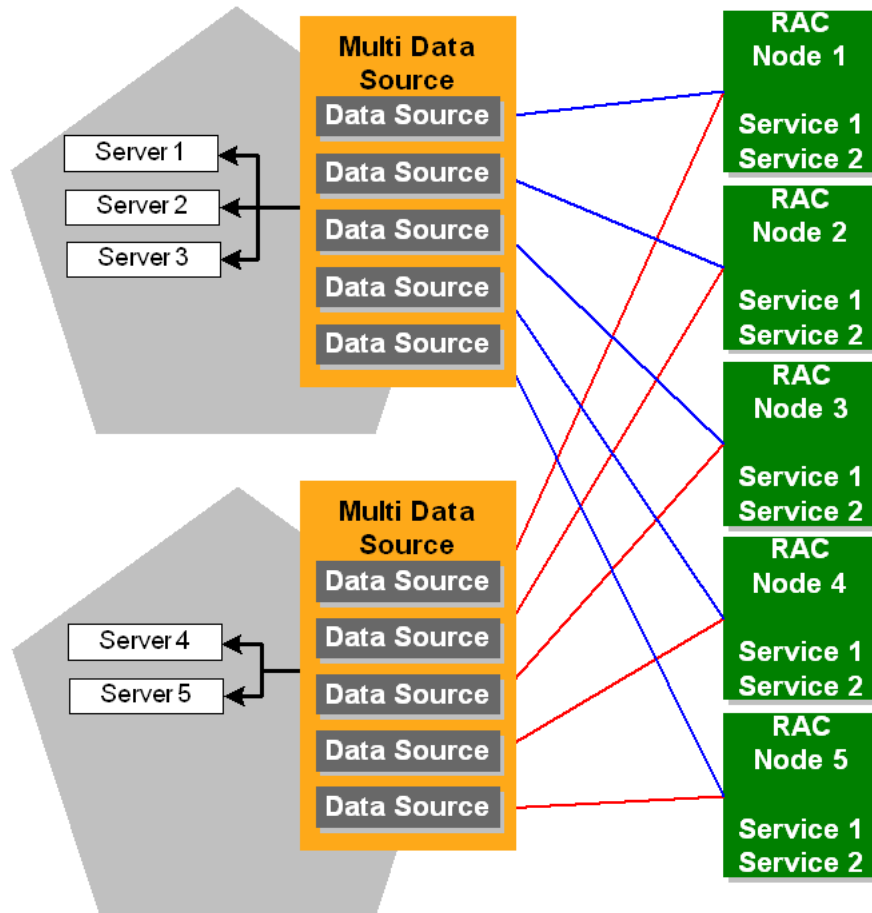 Multi Data
Source
Data Source
Data Source
Data Source
Data Source
Data Source
Server 1
Server 2
Server 3
Multi Data
Source
Data Source
Data Source
Data Source
Data Source
Data Source
Server 4
Server 5
RAC
Node 1
Service 1
Service 2
RAC
Node 2
Service 1
Service 2
RAC
Node 3
Service 1
Service 2
RAC
Node 4
Service 1
Service 2
RAC
Node 5
Service 1
Service 2